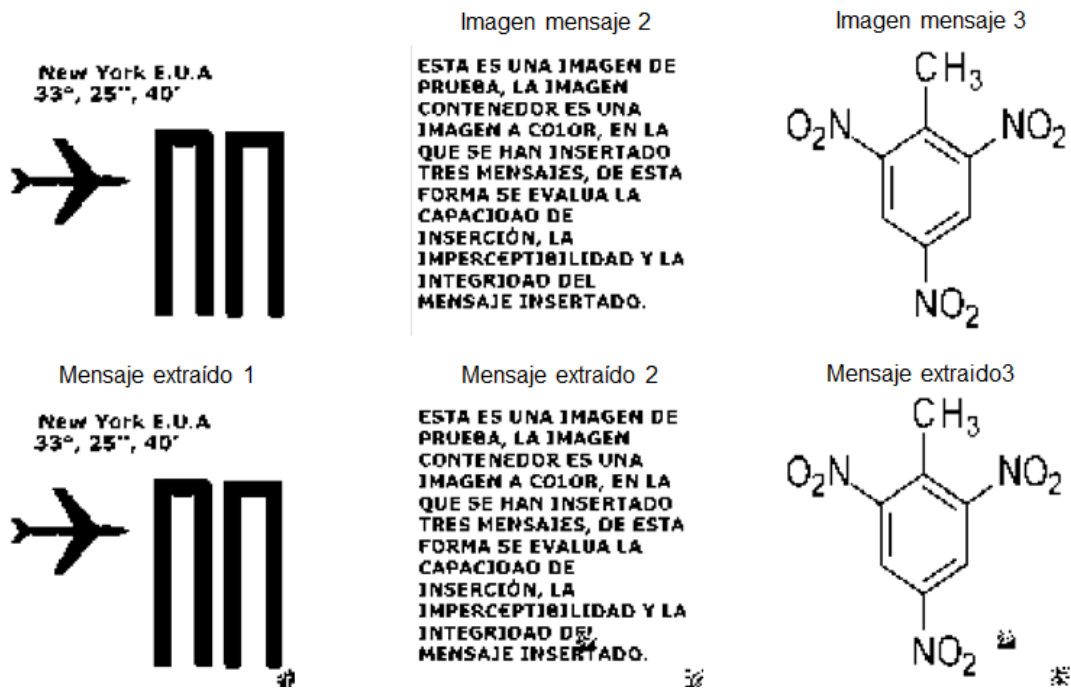 Imagen mensaje 2
Imagen mensaje 3
New York E.U.A
33°, 25'', 40'
ESTA ES UNA IMAGEN DE
PRUEBA, LA IMAGEN
CONTENEDOR ES UNA
IMAGEN A COLOR, EN LA
QUE SE HAN INSERTADO
TRES MENSAJES, DE ESTA
FORMA SE EVALUA LA
CAPACIDAD DE
INSERCIÓN, LA
IMPERCEPTIBILIDAD Y LA
INTEGRIDAD DEL
MENSAJE INSERTADO.
CH₃
O₂N
NO₂
NO₂
Mensaje extraído 1
Mensaje extraído 2
Mensaje extraido3
New York E.U.A
33°, 25'', 40'
ESTA ES UNA IMAGEN DE
PRUEBA, LA IMAGEN
CONTENEDOR ES UNA
IMAGEN A COLOR, EN LA
QUE SE HAN INSERTADO
TRES MENSAJES, DE ESTA
FORMA SE EVALUA LA
CAPACIDAD DE
INSERCIÓN, LA
IMPERCEPTIBILIDAD Y LA
INTEGRIDAD DEL
MENSAJE INSERTADO.
CH₃
O₂N
NO₂
NO₂